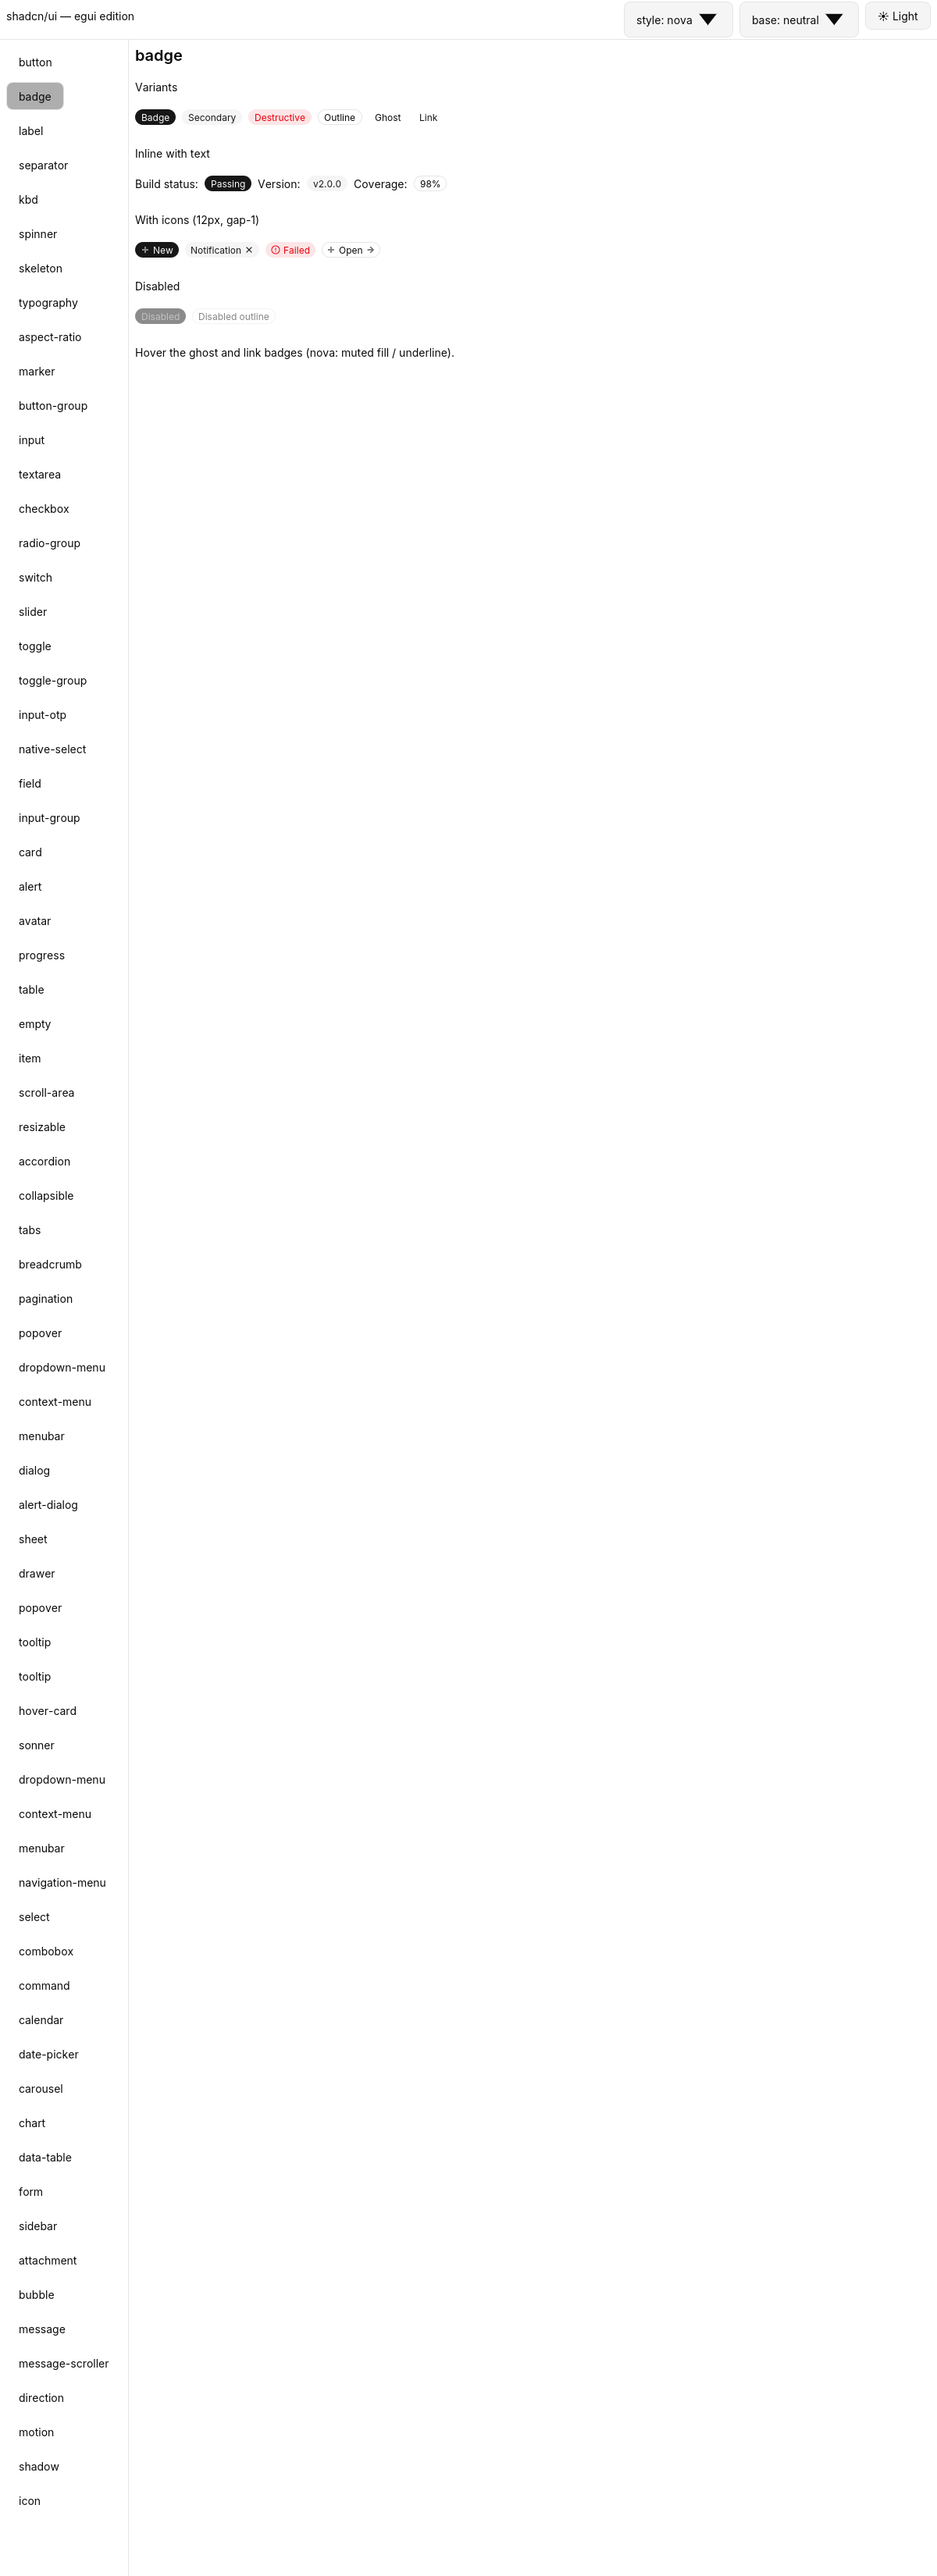 shadcn/ui — egui edition
style: nova
base: neutral
☀ Light
button
badge
label
separator
kbd
spinner
skeleton
typography
aspect-ratio
marker
button-group
input
textarea
checkbox
radio-group
switch
slider
toggle
toggle-group
input-otp
native-select
field
input-group
card
alert
avatar
progress
table
empty
item
scroll-area
resizable
accordion
collapsible
tabs
breadcrumb
pagination
popover
dropdown-menu
context-menu
menubar
dialog
alert-dialog
sheet
drawer
popover
tooltip
tooltip
hover-card
sonner
dropdown-menu
context-menu
menubar
navigation-menu
select
combobox
command
calendar
date-picker
carousel
chart
data-table
form
sidebar
attachment
bubble
message
message-scroller
direction
motion
shadow
icon
badge
Variants
Badge Secondary Destructive Outline Ghost Link
Inline with text
Build status: Passing Version: v2.0.0 Coverage: 98%
With icons (12px, gap-1)
New Notification Failed Open
Disabled
Disabled Disabled outline
Hover the ghost and link badges (nova: muted fill / underline).